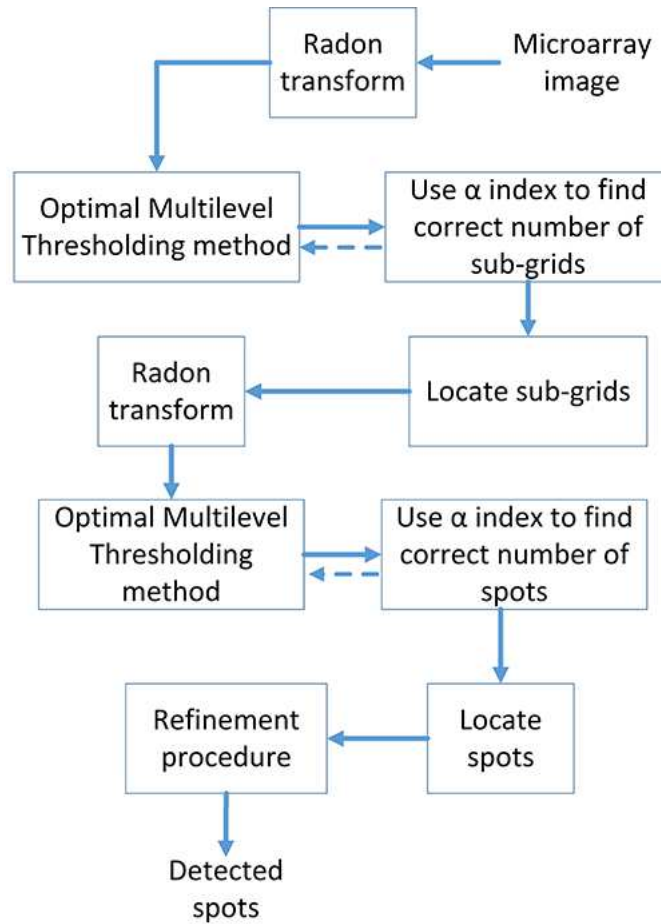 Radon
transform
Microarray
image
Optimal Multilevel
Thresholding method
Use α index to find
correct number of
sub-grids
Radon
transform
Locate sub-grids
Optimal Multilevel
Thresholding
method
Use α index to find
correct number of
spots
Refinement
procedure
Locate
spots
Detected
spots